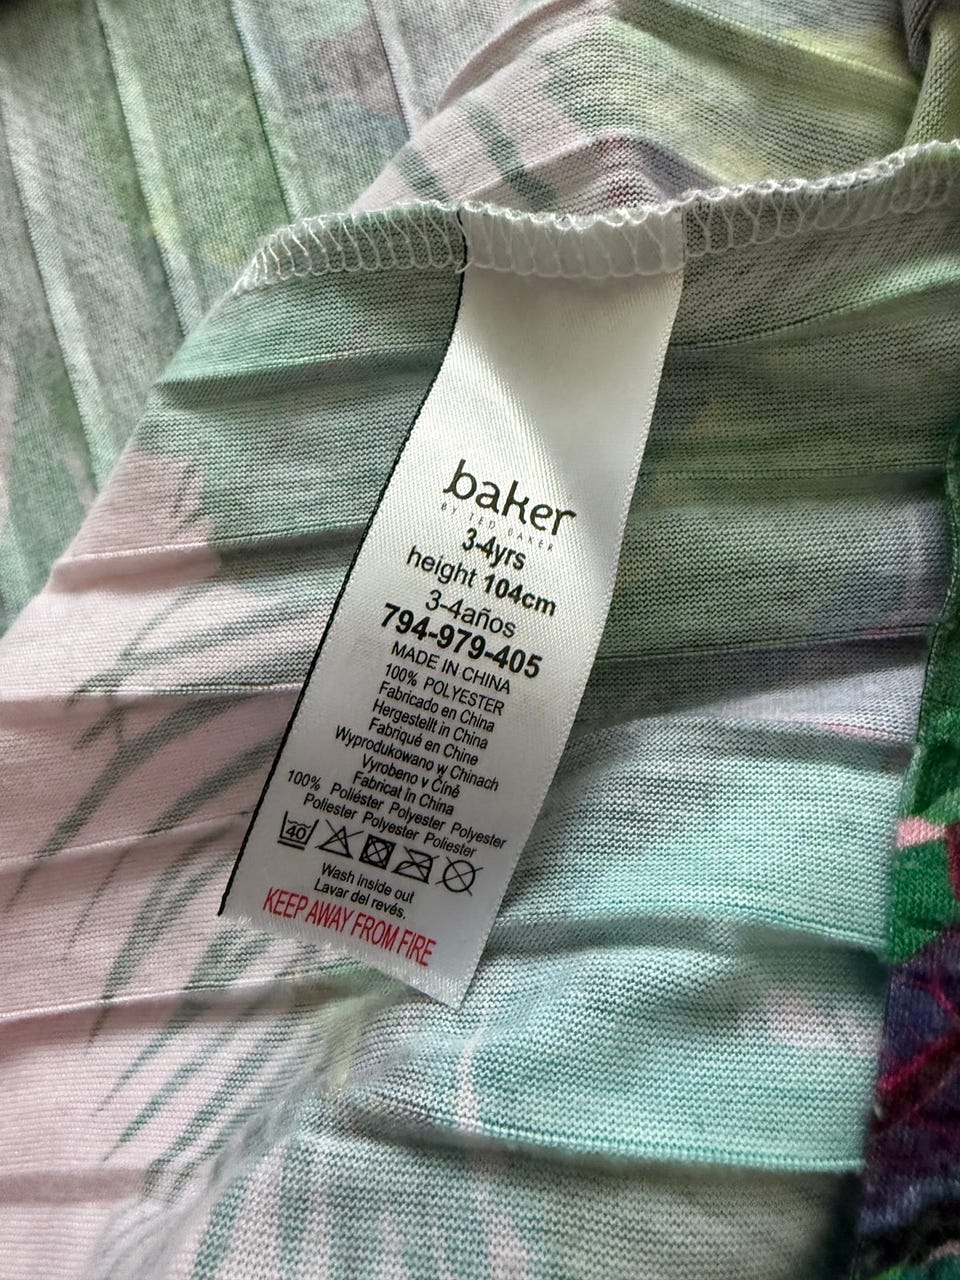 baker
BY TED BAKER
3-4yrs
height 104cm
3-4años
794-979-405
MADE IN CHINA
100% POLYESTER
Fabricado en China
Hergestellt in China
Fabriqué en Chine
Wyprodukowano w Chinach
Vyrobeno v Číně
Fabricat în China
100% Poliéster Polyester Polyester
Poliester Polyester Poliester
40
Wash inside out
Lavar del revés.
KEEP AWAY FROM FIRE